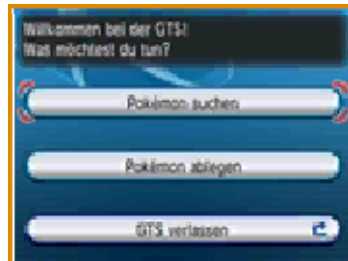 Willkommen bei der GTS!
Was möchtest du tun?
Pokémon suchen
Pokémon ablegen
GTS verlassen